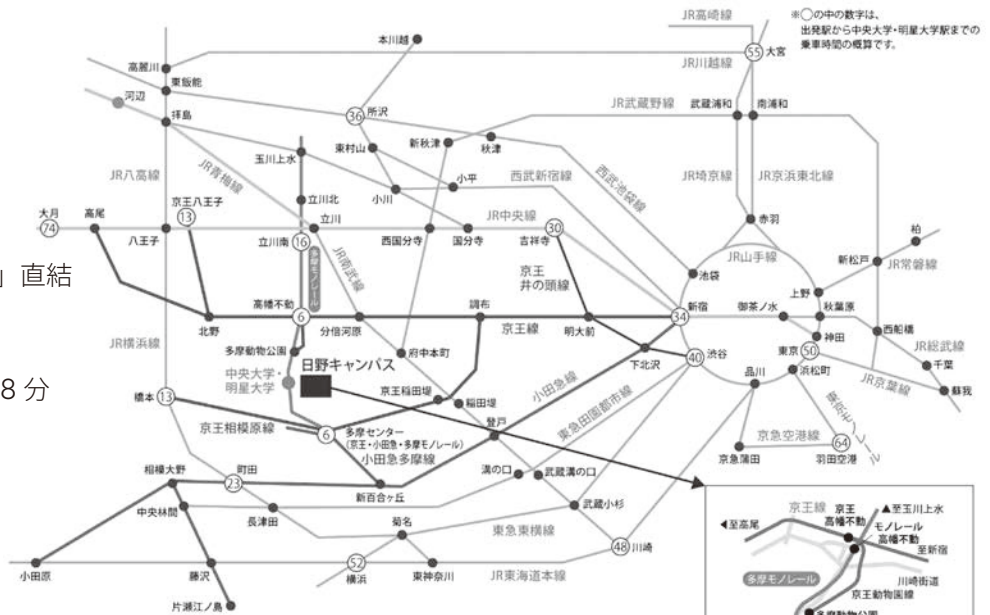 JR高崎線
※○の中の数字は、
出発駅から中央大学・明星大学駅までの
乗車時間の概算です。
本川越
55 大宮
高麗川
JR川越線
東飯能
河辺
36 所沢
JR武蔵野線
武蔵浦和
南浦和
拝島
東村山
新秋津
秋津
玉川上水
JR八高線
JR青梅線
小平
西武新宿線
西武池袋線
JR埼京線
JR京浜東北線
小川
京王八王子
13
立川北
大月
74
高尾
立川
JR中央線
30
吉祥寺
赤羽
柏
八王子
立川南
16
西国分寺
国分寺
JR山手線
新松戸
JR常磐線
多摩モノレール
JR南武線
京王
井の頭線
池袋
」直結
上野
高幡不動
6
調布
新宿
34
御茶ノ水
秋葉原
北野
分倍河原
京王線
明大前
神田
西船橋
JR総武線
JR横浜線
多摩動物公園
府中本町
下北沢
40 渋谷
東京 50
千葉
日野キャンパス
中央大学・
明星大学
品川
浜松町
JR京葉線
蘇我
8分
京王稲田堤
稲田堤
小田急線
東急田園都市線
東京モノレール
橋本 13
京王相模原線
6
多摩センター
(京王・小田急・多摩モノレール)
登戸
京急空港線
64
小田急多摩線
京急蒲田
羽田空港
相模大野
町田
23
溝の口
武蔵溝の口
新百合ヶ丘
中央林間
長津田
武蔵小杉
京王線
京王
高幡不動
▲至玉川上水
◀至高尾
モノレール
高幡不動
菊名
東急東横線
至新宿
48 川崎
52
横浜
多摩モノレール
川崎街道
小田原
藤沢
東神奈川
JR東海道本線
京王動物園線
片瀬江ノ島
多摩動物公園